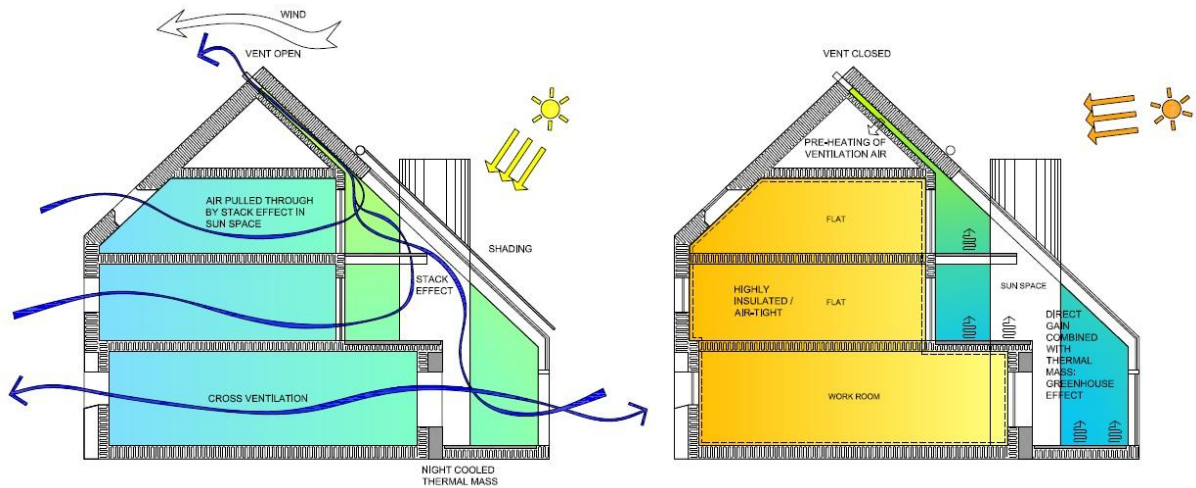 WIND
VENT OPEN
AIR PULLED THROUGH
BY STACK EFFECT IN
SUN SPACE
SHADING
STACK
EFFECT
CROSS VENTILATION
NIGHT COOLED
THERMAL MASS
VENT CLOSED
PRE-HEATING OF
VENTILATION AIR
FLAT
SUN SPACE
HIGHLY
INSULATED /
AIR-TIGHT
FLAT
DIRECT
GAIN
COMBINED
WITH
THERMAL
MASS:
GREENHOUSE
EFFECT
WORK ROOM